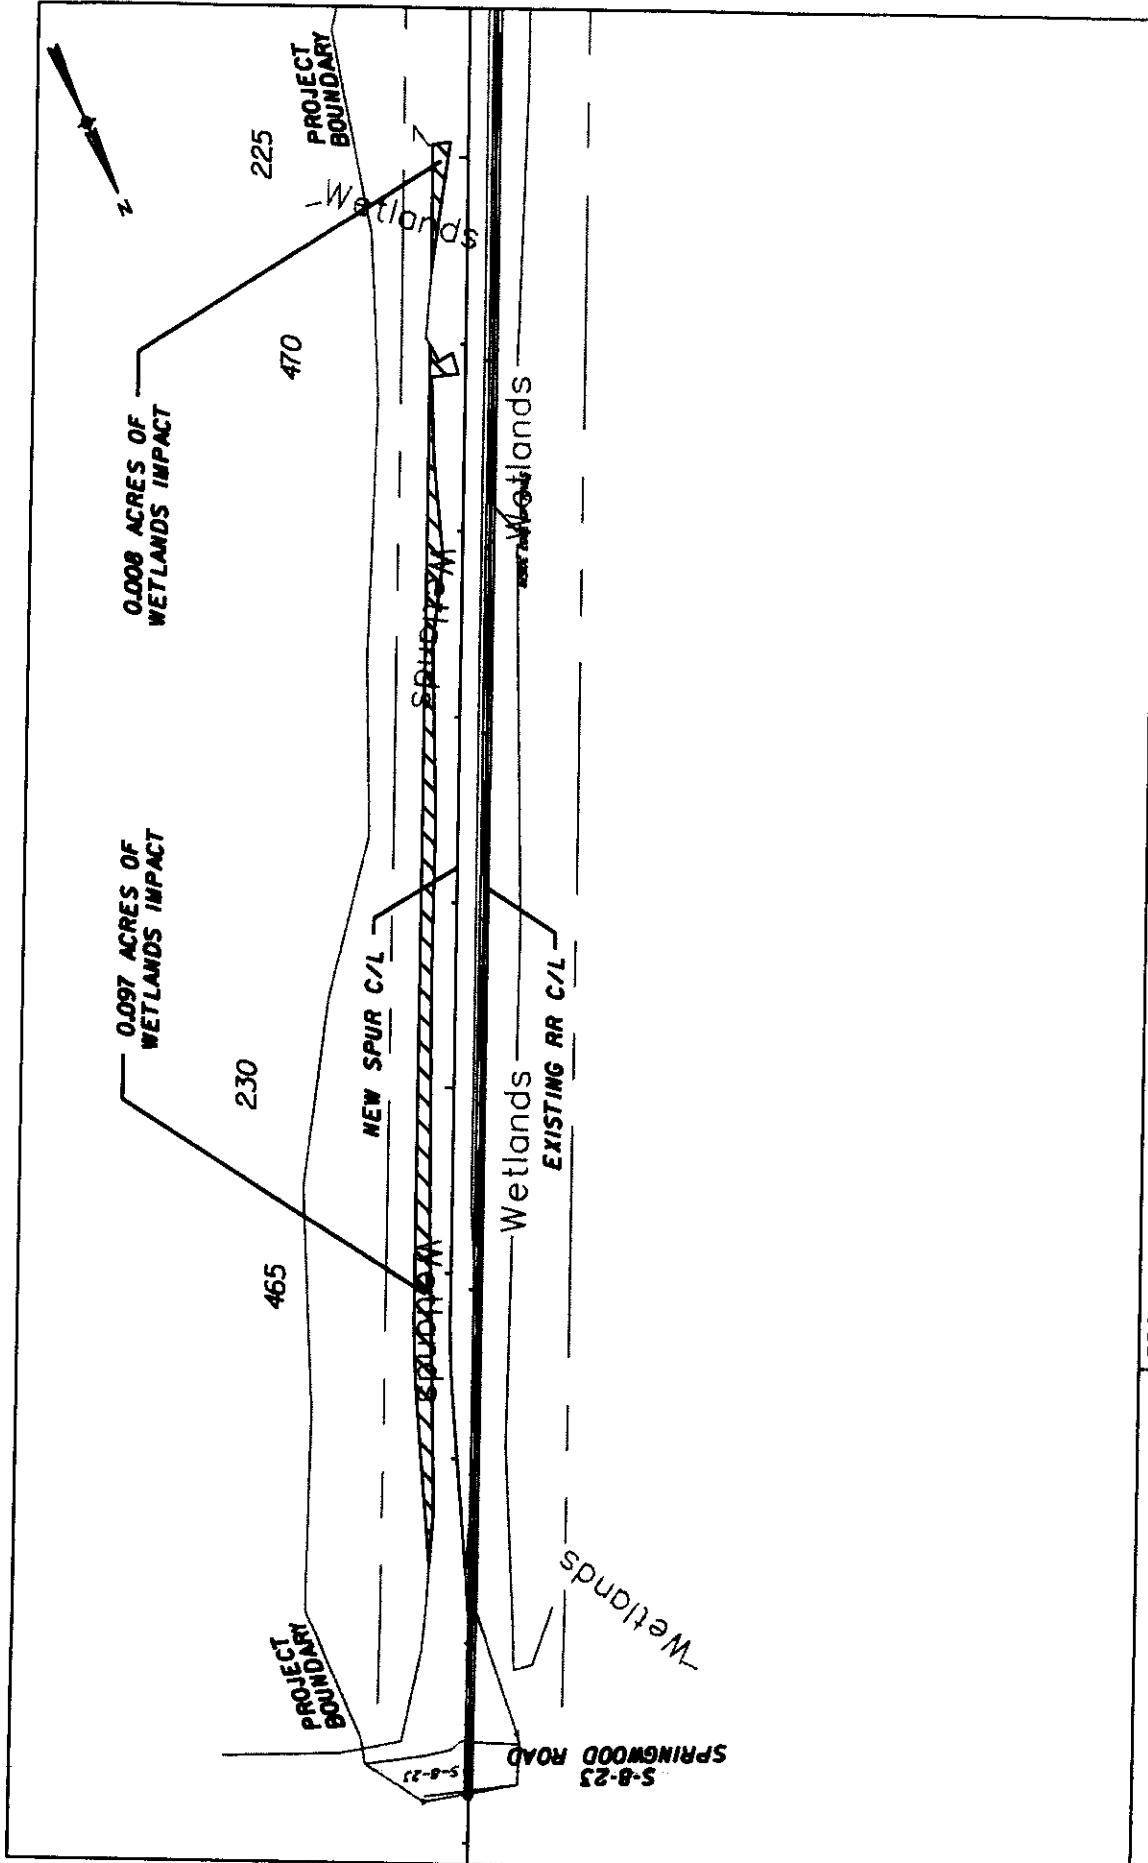 N
PROJECT
BOUNDARY
225
Wetlands
470
0.008 ACRES OF
WETLANDS IMPACT
Wetlands
Wetlands
0.097 ACRES OF
WETLANDS IMPACT
NEW SPUR C/L
230
EXISTING RR C/L
Wetlands
465
Wetlands
Wetlands
PROJECT
BOUNDARY
S-8-23
S-8-23
SPRINGWOOD ROAD